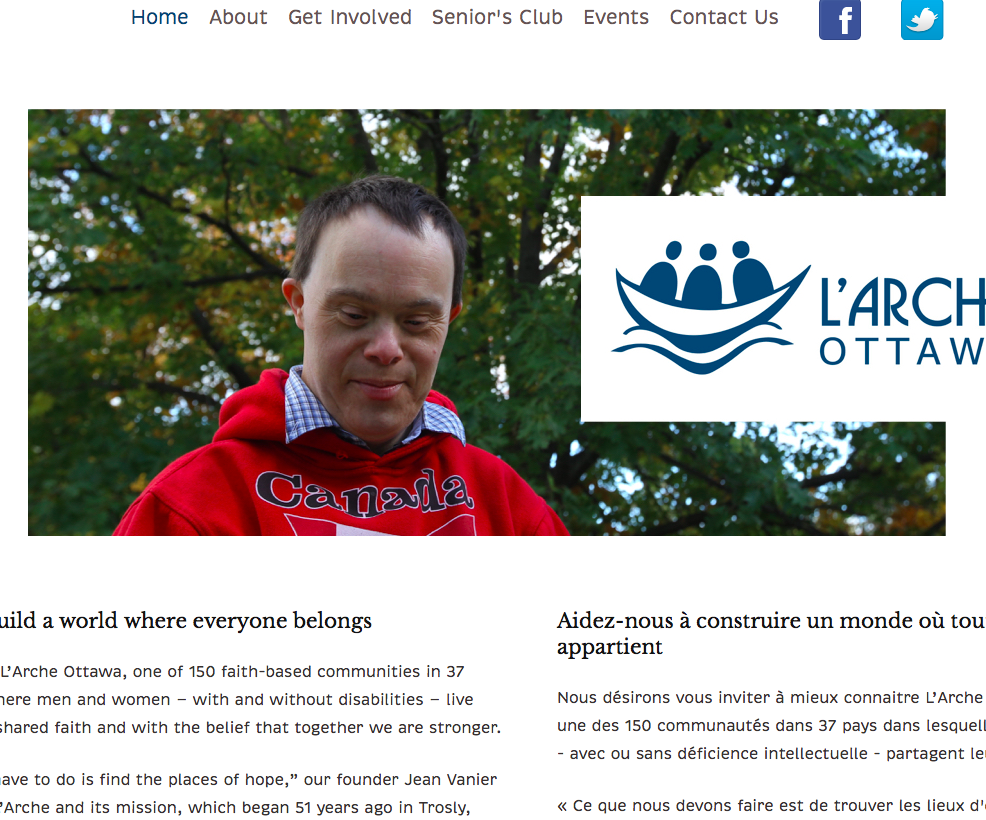 Home About Get Involved Senior's Club Events Contact Us
L'ARCH
OTTAW
Canada
uild a world where everyone belongs
L’Arche Ottawa, one of 150 faith-based communities in 37
here men and women – with and without disabilities – live
shared faith and with the belief that together we are stronger.
ave to do is find the places of hope,” our founder Jean Vanier
’Arche and its mission, which began 51 years ago in Trosly,
Aidez-nous à construire un monde où tou
appartient
Nous désirons vous inviter à mieux connaitre L’Arche
une des 150 communautés dans 37 pays dans lesquell
- avec ou sans déficience intellectuelle - partagent le
« Ce que nous devons faire est de trouver les lieux d'